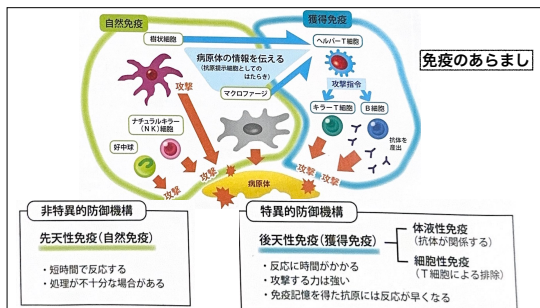 自然免疫
獲得免疫
樹状細胞
病原体の情報を伝える
(抗原提示細胞としての
はたらき)
ヘルパーT細胞
免疫のあらまし
攻撃指令
攻撃
マクロファージ
キラーT細胞
B細胞
ナチュラルキラー
(NK)細胞
好中球
抗体を
産出
攻撃
攻撃
攻撃
攻撃
病原体
非特異的防御機構
先天性免疫(自然免疫)
・短時間で反応する
・処理が不十分な場合がある
特異的防御機構
後天性免疫(獲得免疫)
体液性免疫
(抗体が関係する)
細胞性免疫
(T細胞による排除)
・反応に時間がかかる
・攻撃する力は強い
・免疫記憶を得た抗原には反応が早くなる